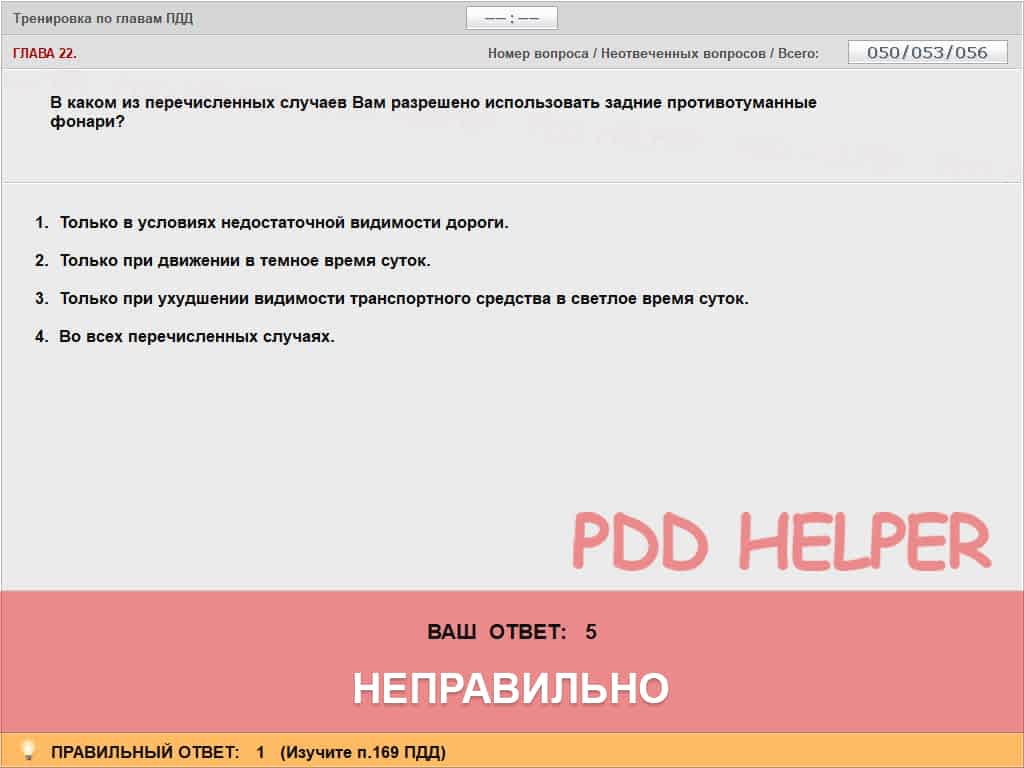 Тренировка по главам ПДД
–– : ––
ГЛАВА 22.
Номер вопроса / Неотвеченных вопросов / Всего:
050/053/056
В каком из перечисленных случаев Вам разрешено использовать задние противотуманные
фонари?
1. Только в условиях недостаточной видимости дороги.
2. Только при движении в темное время суток.
3. Только при ухудшении видимости транспортного средства в светлое время суток.
4. Во всех перечисленных случаях.
PDD HELPER
ВАШ ОТВЕТ: 5
НЕПРАВИЛЬНО
ПРАВИЛЬНЫЙ ОТВЕТ: 1 (Изучите п.169 ПДД)